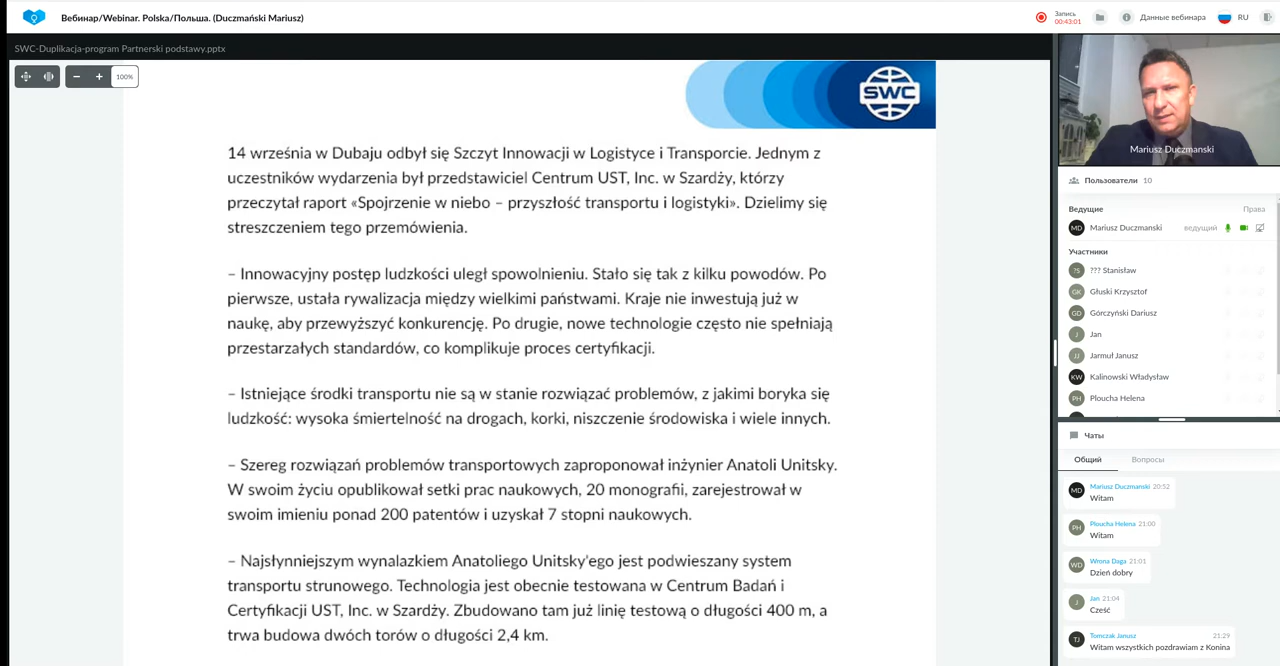 Вебинар/Webinar. Polska/Польша. (Duczmański Mariusz)
Запись
00:43:01
Данные вебинара
RU
SWC-Duplikacja-program Partnerski podstawy.pptx
100%
SWC
14 września w Dubaju odbył się Szczyt Innowacji w Logistyce i Transporcie. Jednym z
uczestników wydarzenia był przedstawiciel Centrum UST, Inc. w Szardży, którzy
przeczytał raport «Spojrzenie w niebo – przyszłość transportu i logistyki». Dzielimy się
streszczeniem tego przemówienia.
– Innowacyjny postęp ludzkości uległ spowolnieniu. Stało się tak z kilku powodów. Po
pierwsze, ustała rywalizacja między wielkimi państwami. Kraje nie inwestują już w
naukę, aby przewyższyć konkurencję. Po drugie, nowe technologie często nie spełniają
przestarzałych standardów, co komplikuje proces certyfikacji.
– Istniejące środki transportu nie są w stanie rozwiązać problemów, z jakimi boryka się
ludzkość: wysoka śmiertelność na drogach, korki, niszczenie środowiska i wiele innych.
– Szereg rozwiązań problemów transportowych zaproponował inżynier Anatoli Unitsky.
W swoim życiu opublikował setki prac naukowych, 20 monografii, zarejestrował w
swoim imieniu ponad 200 patentów i uzyskał 7 stopni naukowych.
– Najsłynniejszym wynalazkiem Anatoliego Unitsky'ego jest podwieszany system
transportu strunowego. Technologia jest obecnie testowana w Centrum Badań i
Certyfikacji UST, Inc. w Szardży. Zbudowano tam już linię testową o długości 400 m, a
trwa budowa dwóch torów o długości 2,4 km.
Mariusz Duczmanski
Пользователи 10
Ведущие Права
MD Mariusz Duczmanski ведущий
Участники
?S ??? Stanisław
GK Głuski Krzysztof
GD Górczyński Dariusz
J Jan
JJ Jarmuł Janusz
KW Kalinowski Władysław
PH Ploucha Helena
Чаты
Общий Вопросы
MD Mariusz Duczmanski 20:52
Witam
PH Ploucha Helena 21:00
Witam
WD Wrona Daga 21:01
Dzień dobry
J Jan 21:04
Cześć
TJ Tomczak Janusz 21:29
Witam wszystkich pozdrawiam z Konina